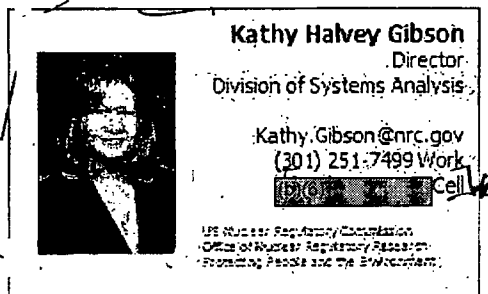 Kathy Halvey Gibson
Director
Division of Systems Analysis
Kathy.Gibson@nrc.gov
(301) 251-7499 Work
(b)(6) Cell
US Nuclear Regulatory Commission
Office of Nuclear Regulatory Research
Protecting People and the Environment